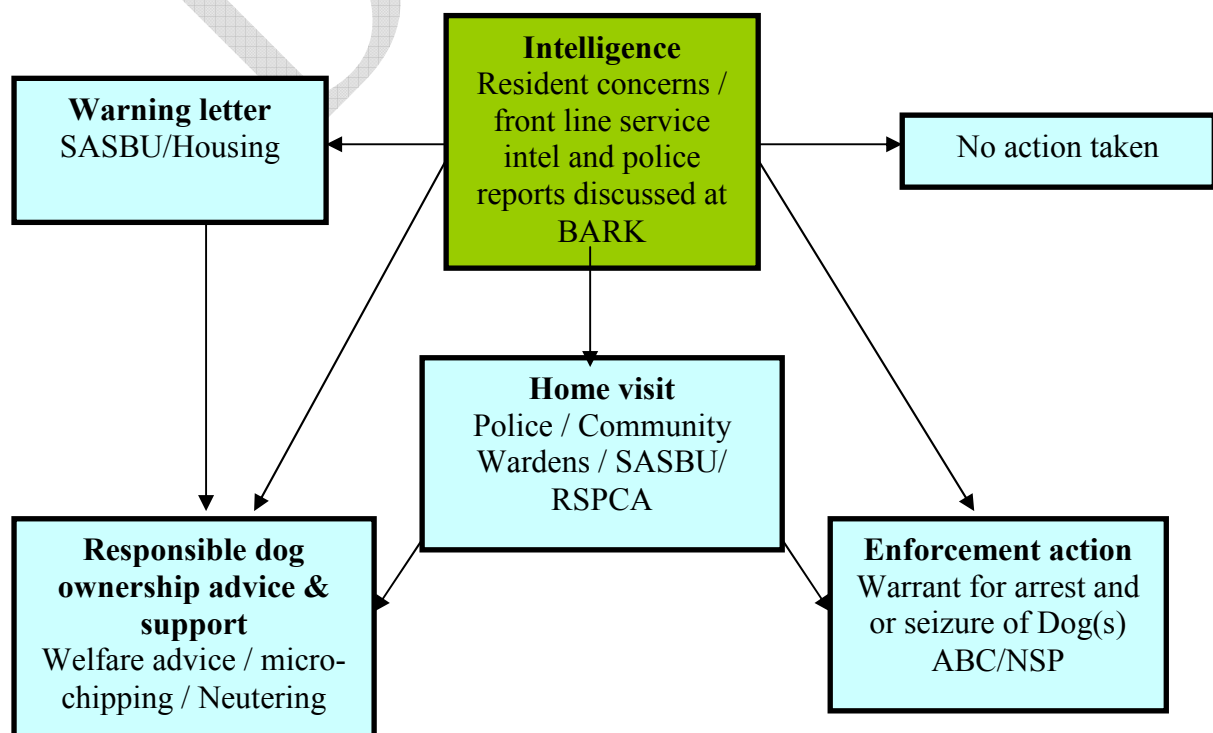 Intelligence
Resident concerns /
front line service
intel and police
reports discussed at
BARK
Warning letter
SASBU/Housing
No action taken
Home visit
Police / Community
Wardens / SASBU/
RSPCA
Responsible dog
ownership advice &
support
Welfare advice / micro-
chipping / Neutering
Enforcement action
Warrant for arrest and
or seizure of Dog(s)
ABC/NSP